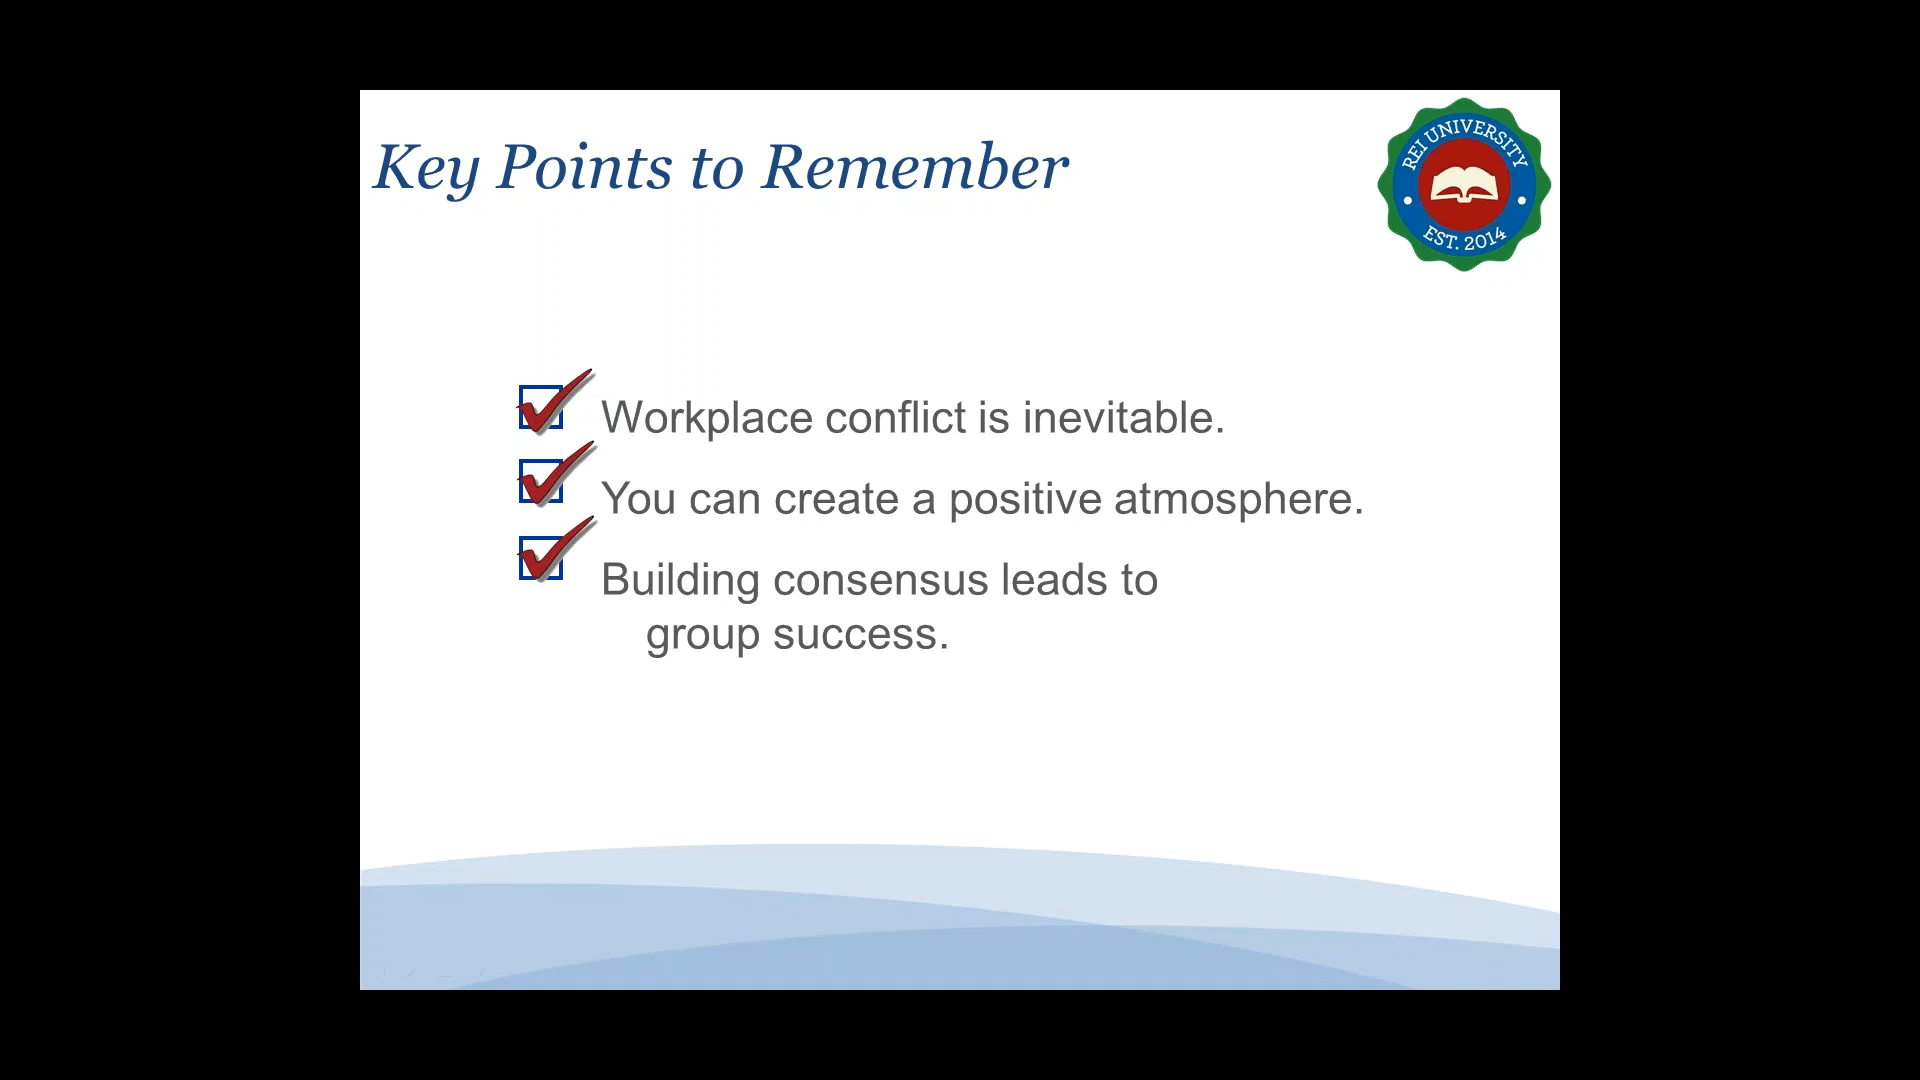 Key Points to Remember
REI UNIVERSITY
EST. 2014
Workplace conflict is inevitable.
You can create a positive atmosphere.
Building consensus leads to
group success.